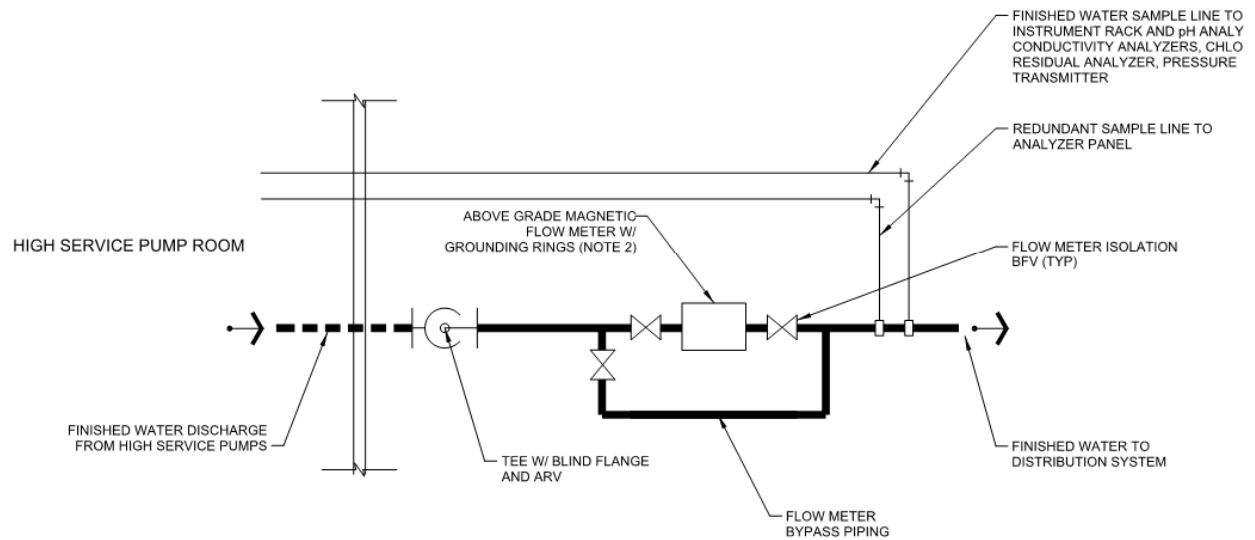 FINISHED WATER SAMPLE LINE TO
INSTRUMENT RACK AND pH ANALY
CONDUCTIVITY ANALYZERS, CHLO
RESIDUAL ANALYZER, PRESSURE
TRANSMITTER
REDUNDANT SAMPLE LINE TO
ANALYZER PANEL
ABOVE GRADE MAGNETIC
FLOW METER W/
GROUNDING RINGS (NOTE 2)
HIGH SERVICE PUMP ROOM
FLOW METER ISOLATION
BFV (TYP)
FINISHED WATER DISCHARGE
FROM HIGH SERVICE PUMPS
TEE W/ BLIND FLANGE
AND ARV
FINISHED WATER TO
DISTRIBUTION SYSTEM
FLOW METER
BYPASS PIPING